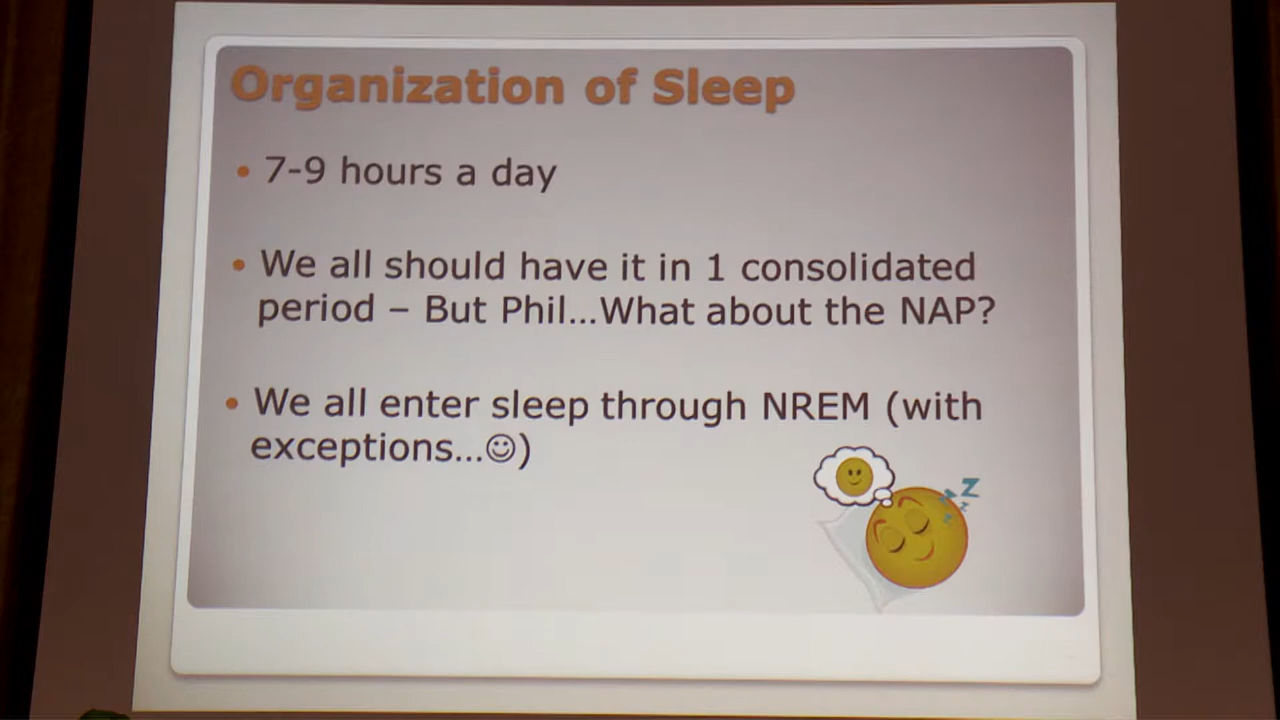 Organization of Sleep
• 7-9 hours a day
• We all should have it in 1 consolidated
period – But Phil...What about the NAP?
• We all enter sleep through NREM (with
exceptions...☺)
z z z Z